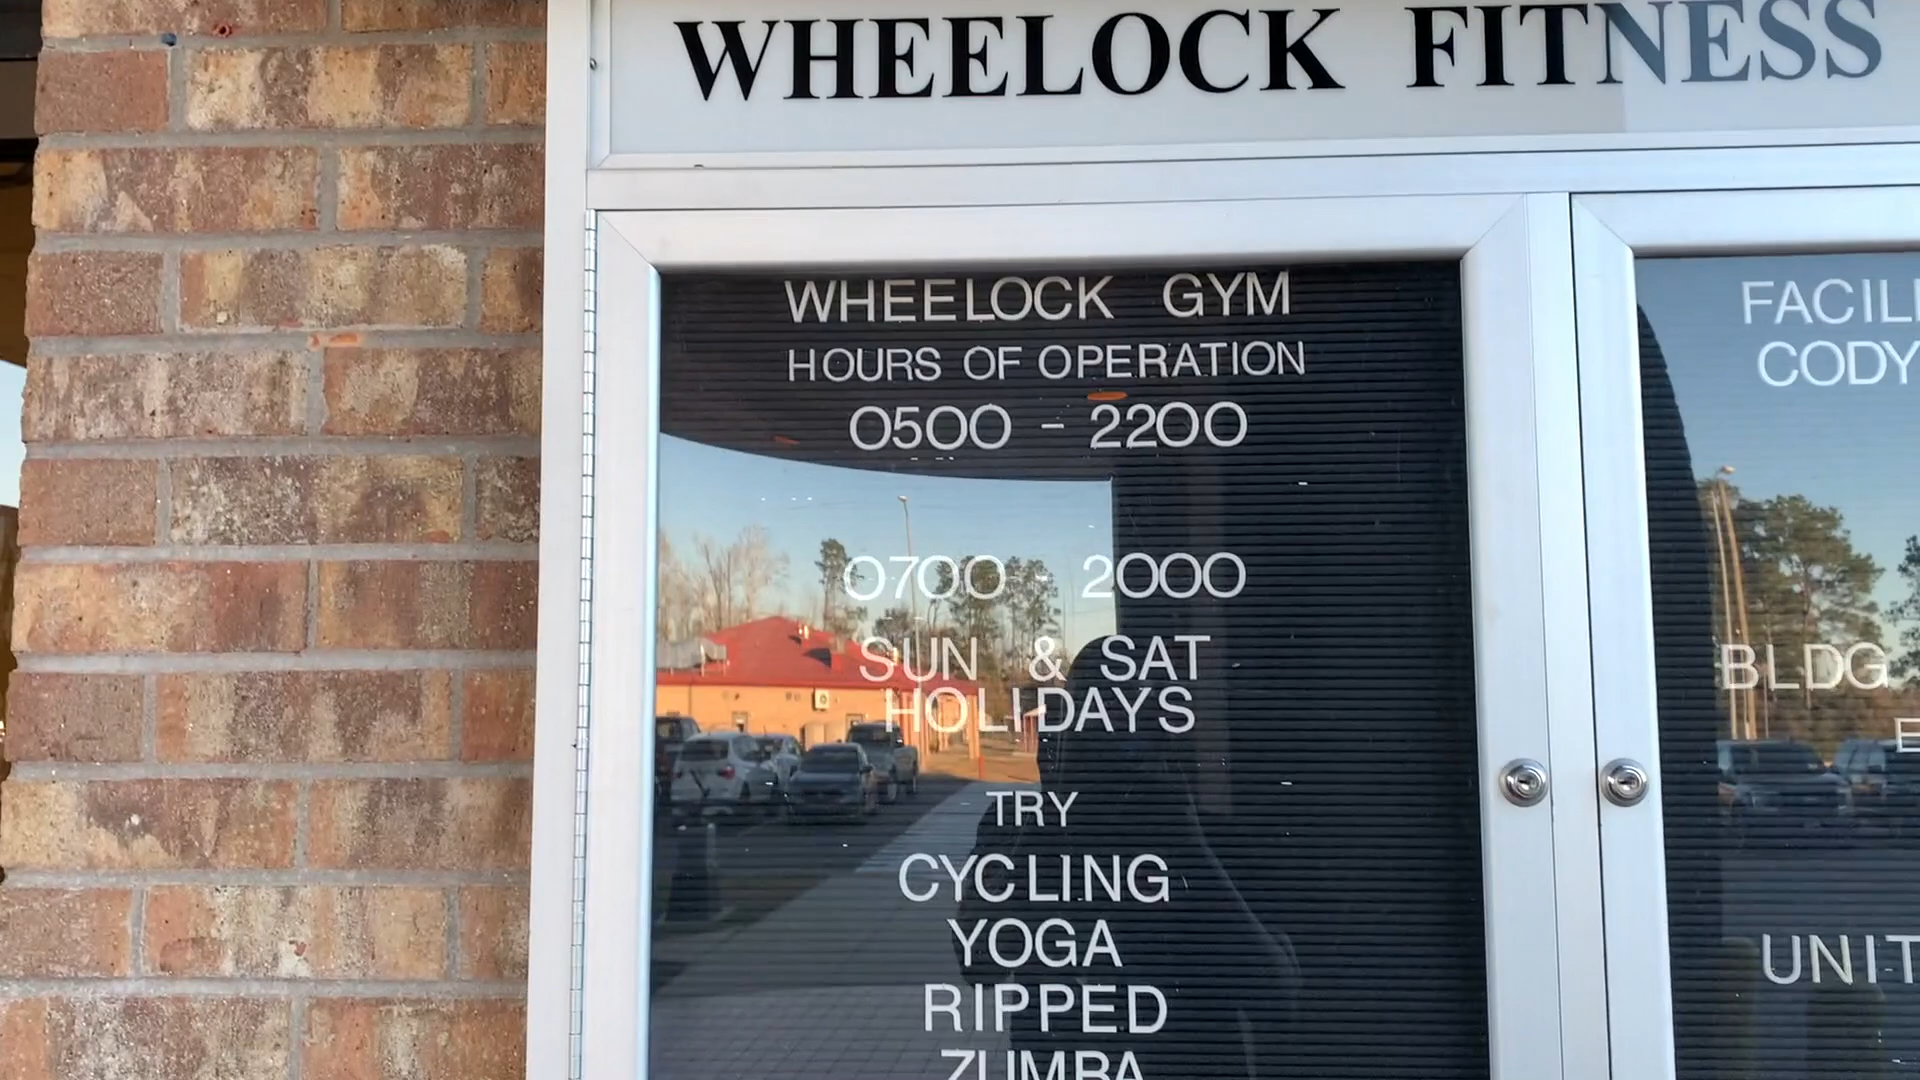 WHEELOCK FITNESS
WHEELOCK GYM
HOURS OF OPERATION
0500 - 2200
0700 - 2000
SUN & SAT
HOLIDAYS
TRY
CYCLING
YOGA
RIPPED
ZUMBA
FACILI
CODY
BLDG
E
UNIT